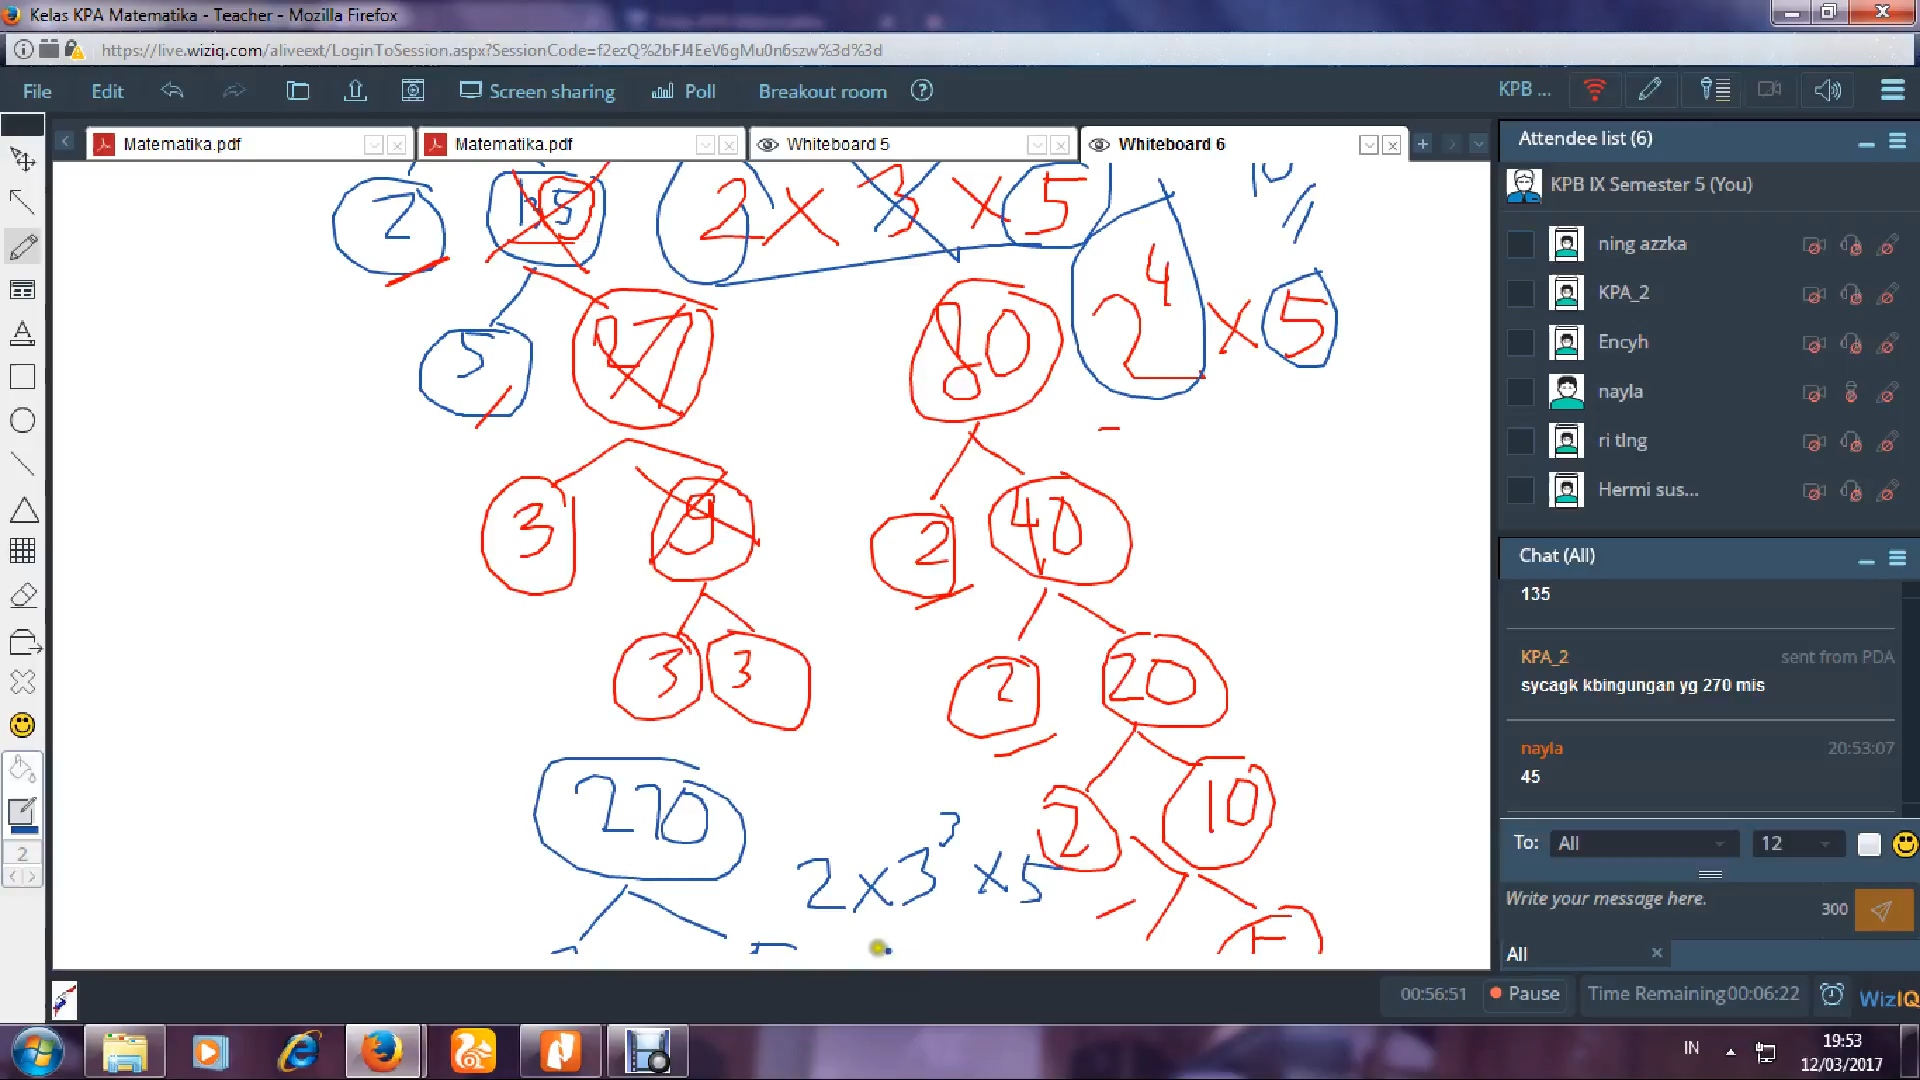 Kelas KPA Matematika - Teacher - Mozilla Firefox
https://live.wiziq.com/aliveext/LoginToSession.aspx?SessionCode=f2ezQ%2bFJ4EeV6gMu0n6szw%3d%3d
File Edit Screen sharing Poll Breakout room ? KPB ...
Matematika.pdf Matematika.pdf Whiteboard 5 Whiteboard 6
2 2 x 3 x 5
5 27 80 2⁴ x 5
3 9 2 40
3 3 2 20
270 2 10
2 x 3³ x 5
Attendee list (6)
KPB IX Semester 5 (You)
ning azzka
KPA_2
Encyh
nayla
ri tlng
Hermi sus...
Chat (All)
135
KPA_2 sent from PDA
sycagk kbingungan yg 270 mis
nayla 20:53:07
45
To: All 12
Write your message here. 300
All
2
00:56:51 Pause Time Remaining00:06:22 WizIQ
IN 19:53
12/03/2017